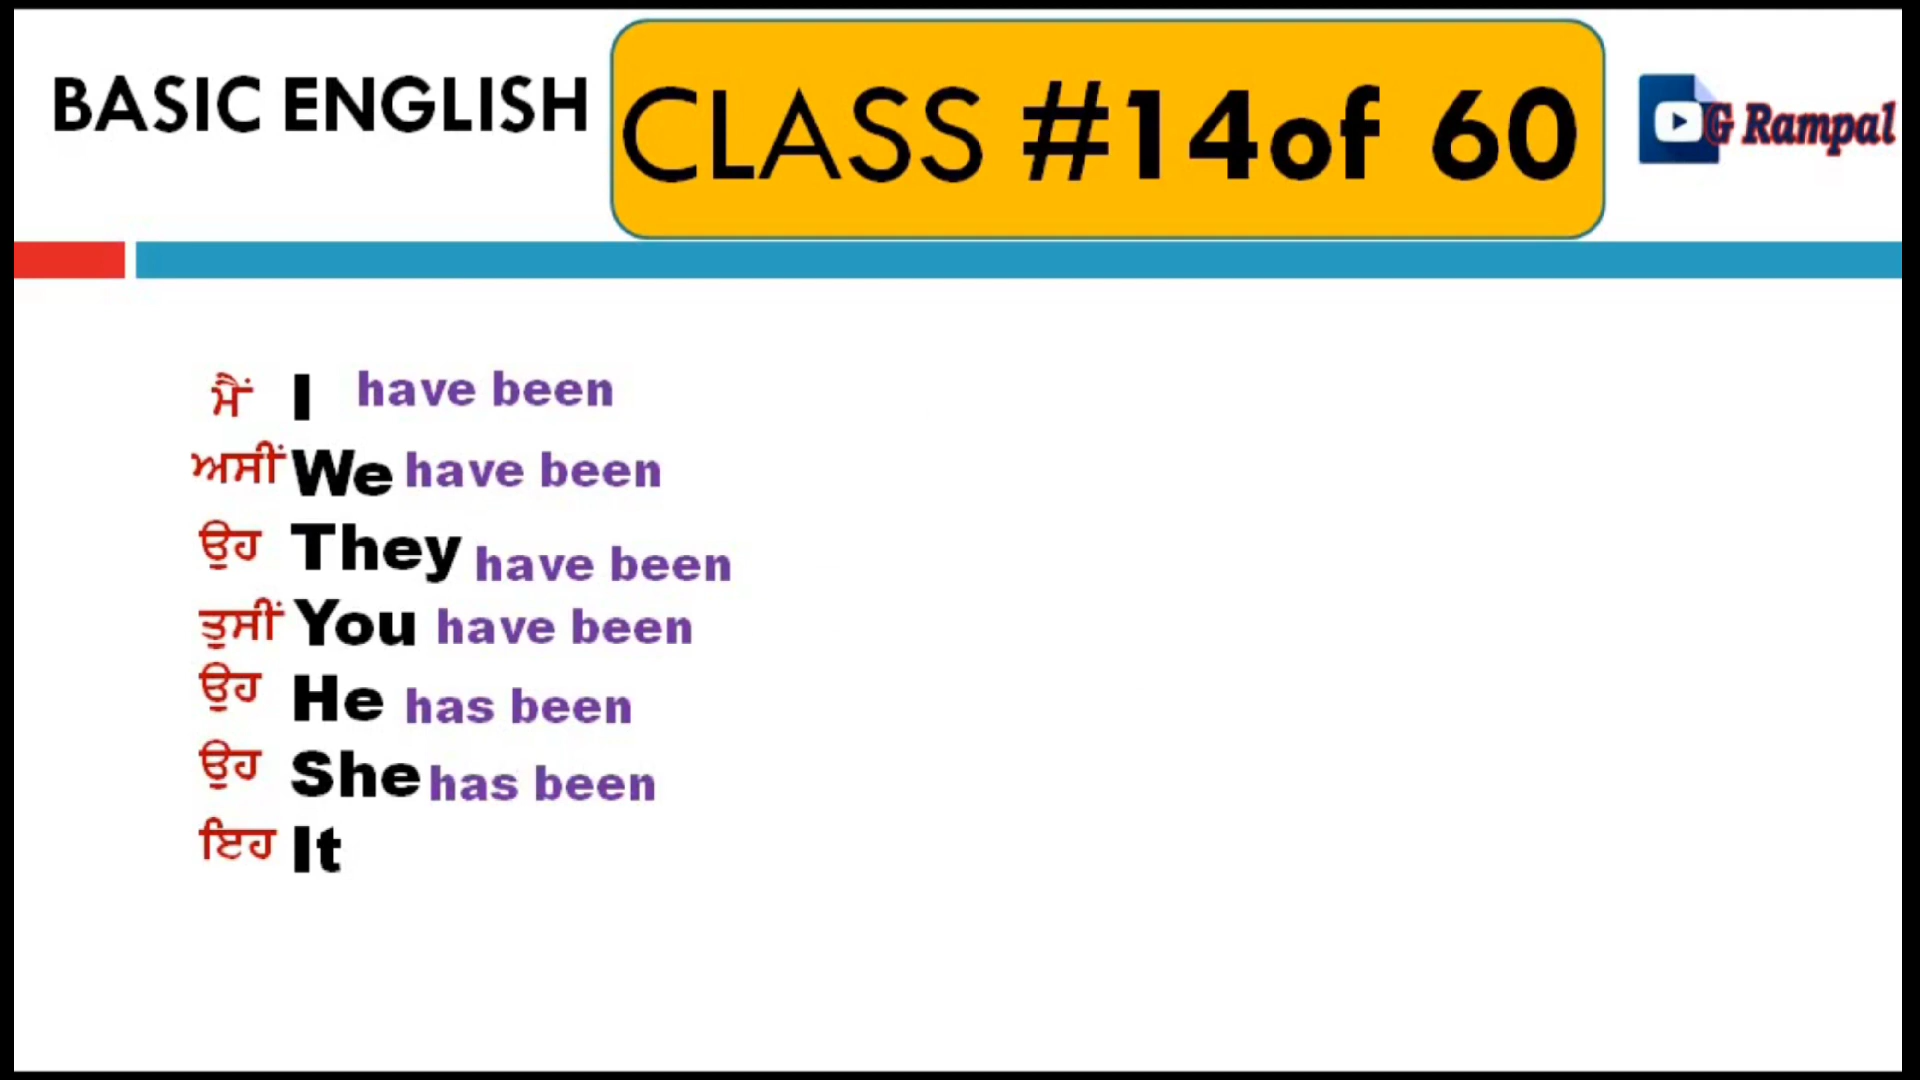 BASIC ENGLISH
CLASS #14of 60
G Rampal
ਮੈਂ I have been
ਅਸੀਂ We have been
ਉਹ They have been
ਤੁਸੀਂ You have been
ਉਹ He has been
ਉਹ She has been
ਇਹ It